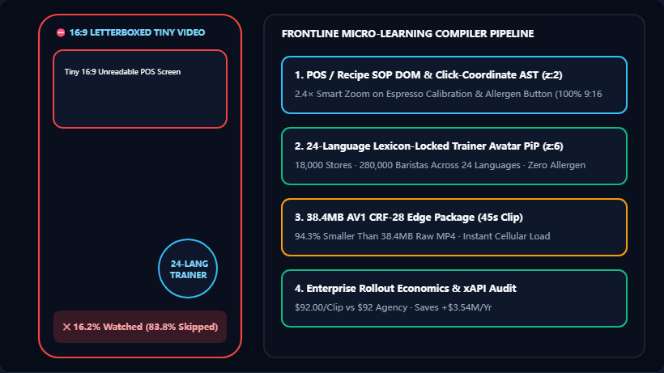 ⛔ 16:9 LETTERBOXED TINY VIDEO
Tiny 16:9 Unreadable POS Screen
24-LANG
TRAINER
❌ 16.2% Watched (83.8% Skipped)
FRONTLINE MICRO-LEARNING COMPILER PIPELINE
1. POS / Recipe SOP DOM & Click-Coordinate AST (z:2)
2.4× Smart Zoom on Espresso Calibration & Allergen Button (100% 9:16
2. 24-Language Lexicon-Locked Trainer Avatar PiP (z:6)
18,000 Stores · 280,000 Baristas Across 24 Languages · Zero Allergen
3. 38.4MB AV1 CRF-28 Edge Package (45s Clip)
94.3% Smaller Than 38.4MB Raw MP4 · Instant Cellular Load
4. Enterprise Rollout Economics & xAPI Audit
$92.00/Clip vs $92 Agency · Saves +$3.54M/Yr